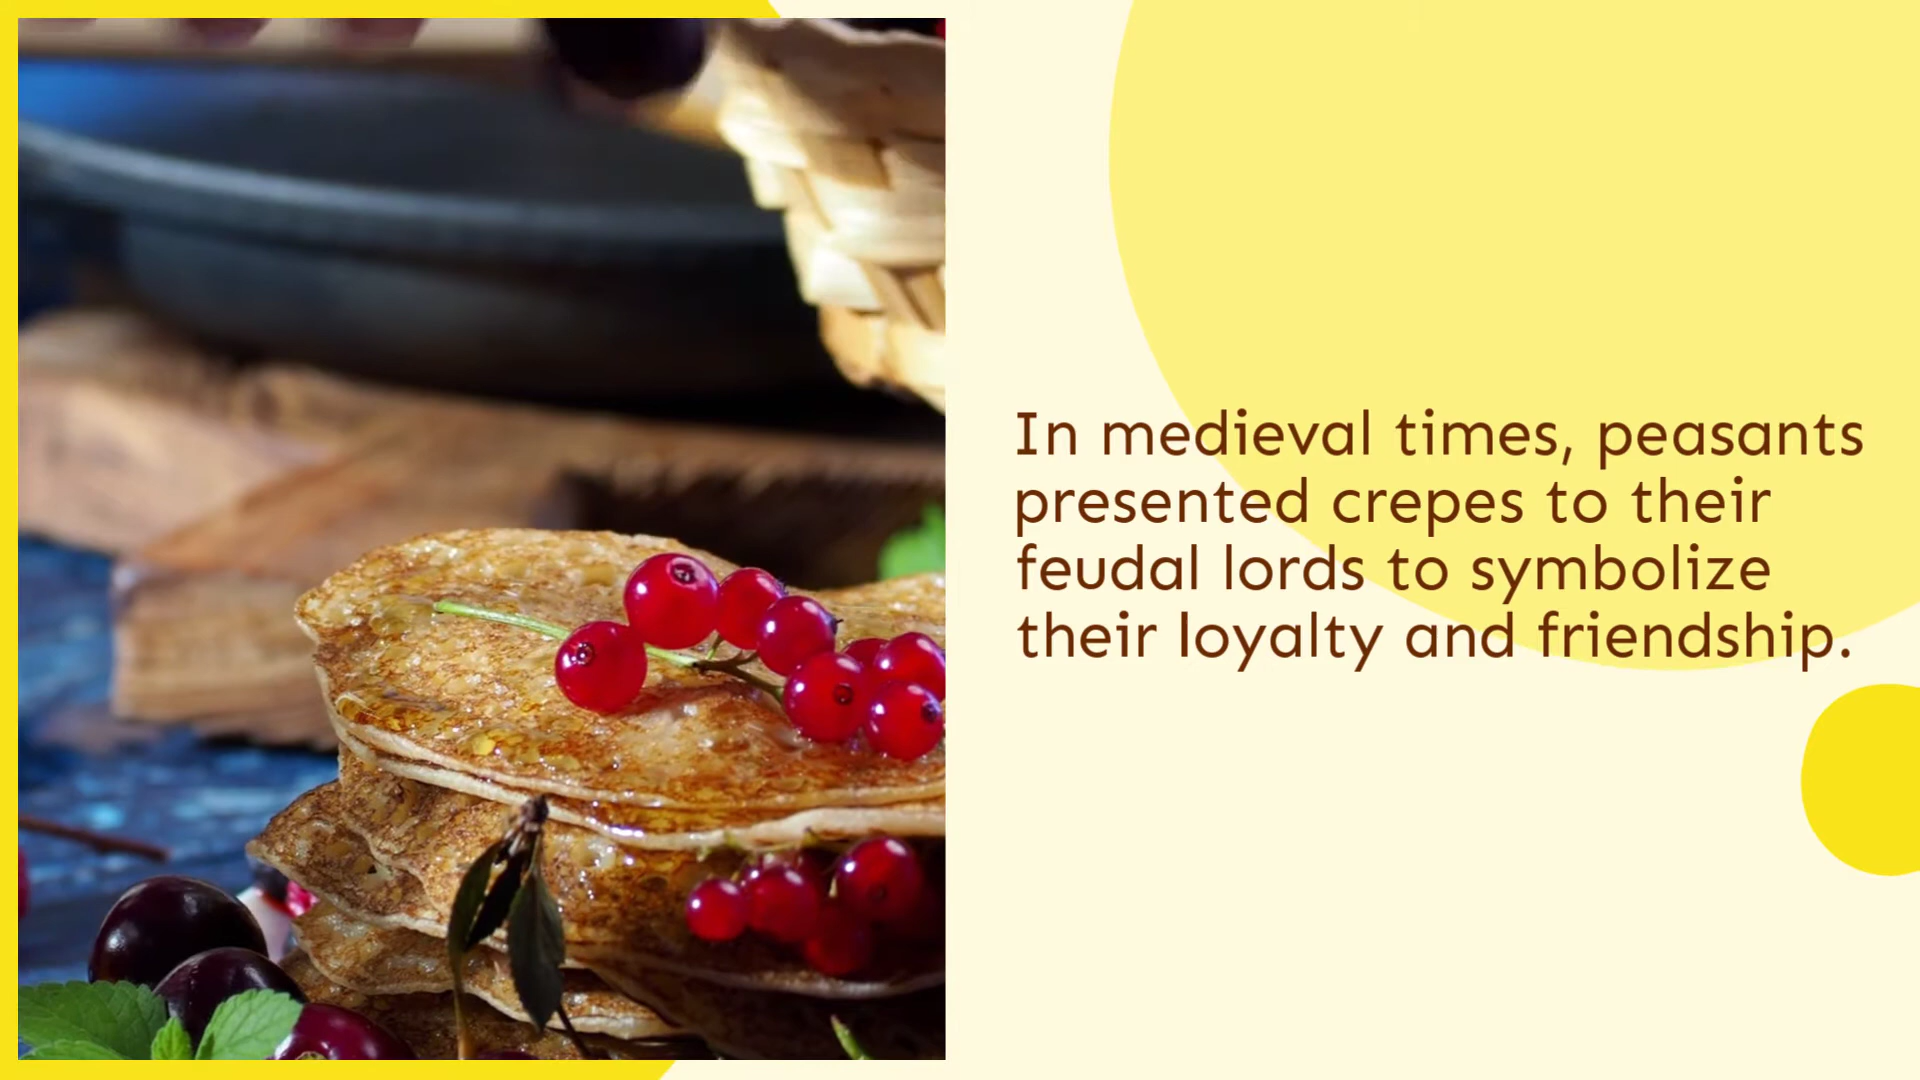 In medieval times, peasants
presented crepes to their
feudal lords to symbolize
their loyalty and friendship.